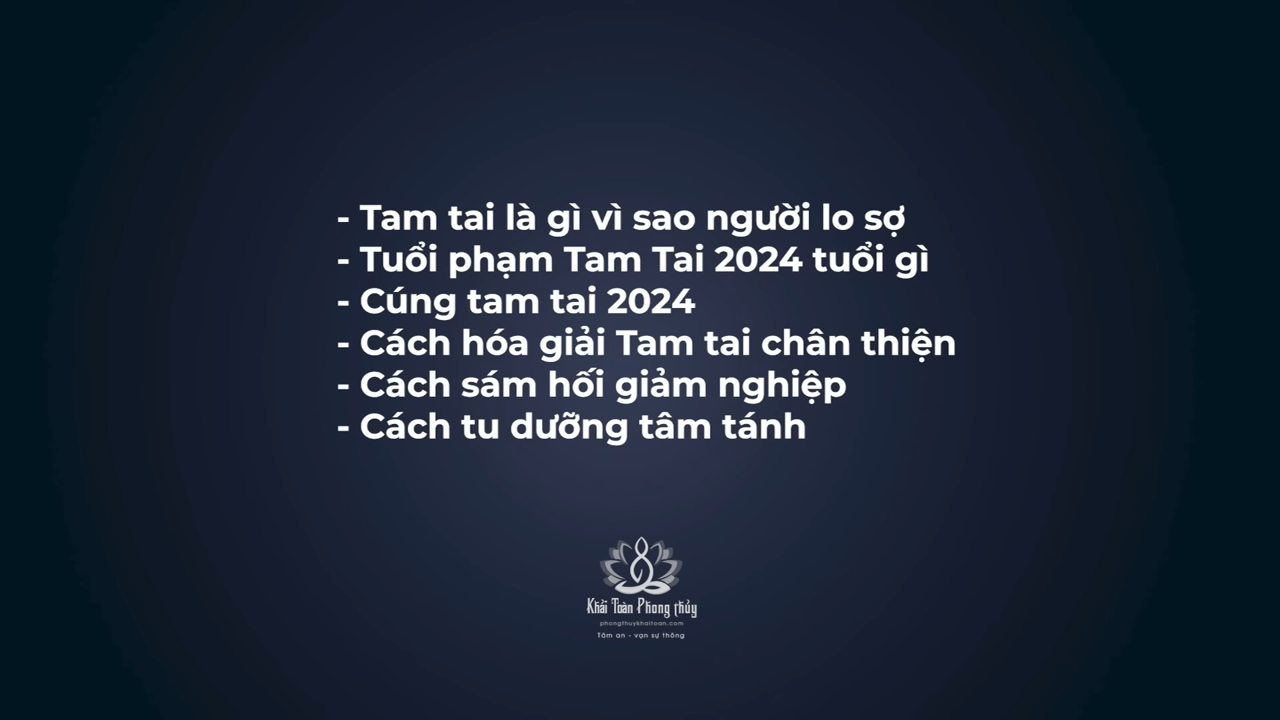 - Tam tai là gì vì sao người lo sợ
- Tuổi phạm Tam Tai 2024 tuổi gì
- Cúng tam tai 2024
- Cách hóa giải Tam tai chân thiện
- Cách sám hối giảm nghiệp
- Cách tu dưỡng tâm tánh
Khải Toàn Phong thủy
phongthuykhaitoan.com
Tâm an - vạn sự thông